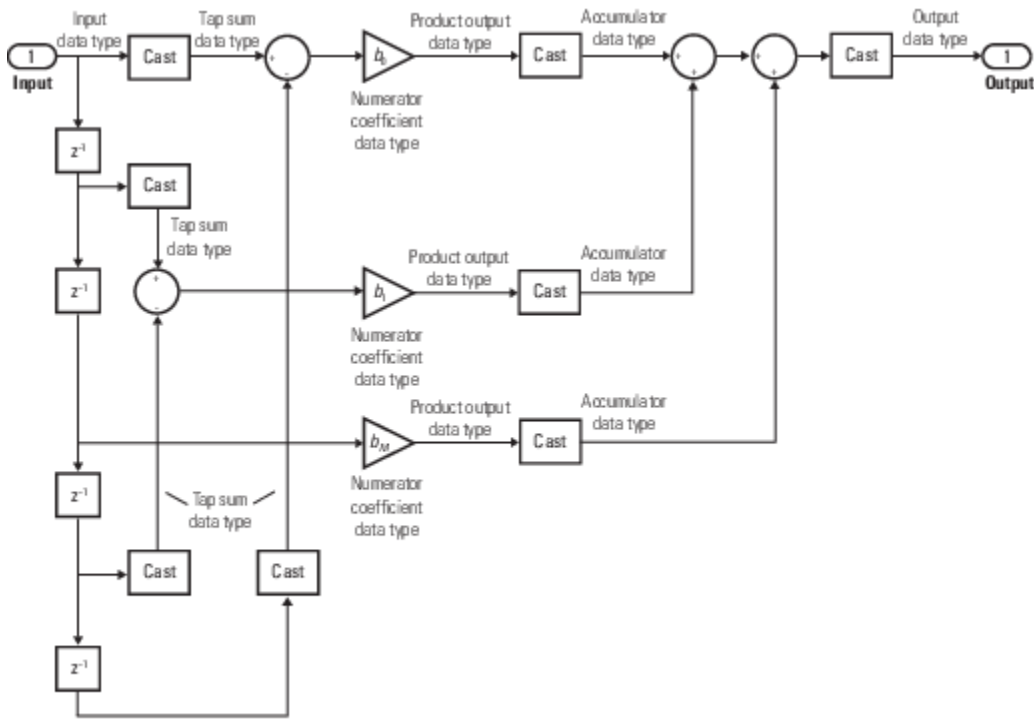 Input
data type
Tap sum
data type
Product output
data type
Accumulator
data type
Output
data type
1
Input
Cast
+
-
b0
Cast
+
+
+
+
Cast
1
Output
Numerator
coefficient
data type
z-1
Cast
Tap sum
data type
z-1
+
-
b1
Product output
data type
Cast
Accumulator
data type
Numerator
coefficient
data type
bM
Product output
data type
Cast
Accumulator
data type
z-1
Tap sum
data type
Numerator
coefficient
data type
Cast
Cast
z-1